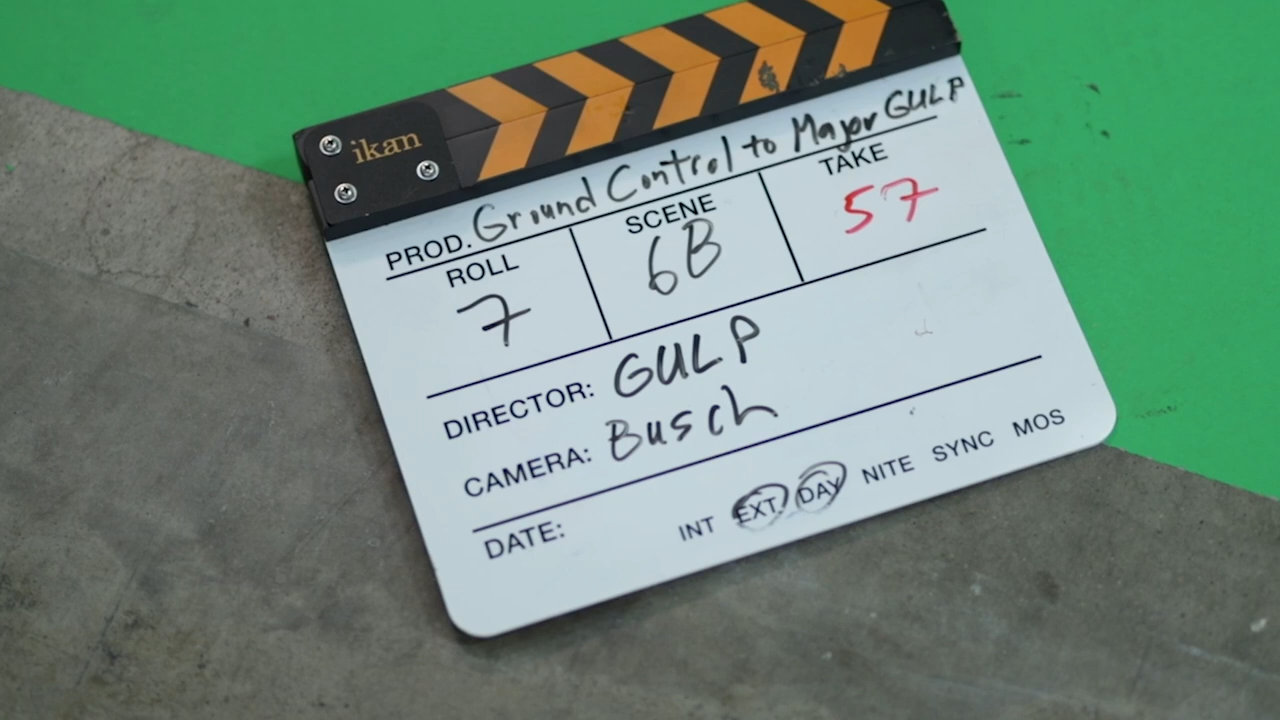 ikan
PROD. Ground Control to Major GULP
ROLL SCENE TAKE
7 6B 57
DIRECTOR: GULP
CAMERA: Busch
DATE: INT EXT. DAY NITE SYNC MOS